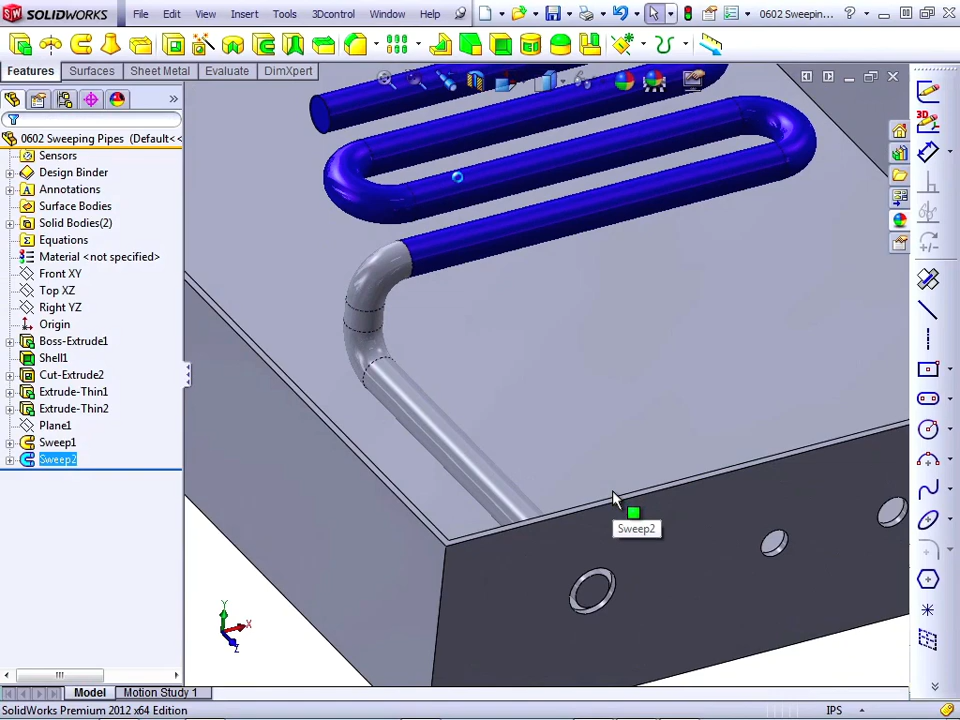 SW SOLIDWORKS File Edit View Insert Tools 3Dcontrol Window Help 0602 Sweepin... ?
Features Surfaces Sheet Metal Evaluate DimXpert
3D
0602 Sweeping Pipes (Default<<
Sensors
Design Binder
Annotations
Surface Bodies
Solid Bodies(2)
Equations
Material <not specified>
Front XY
Top XZ
Right YZ
Origin
Boss-Extrude1
Shell1
Cut-Extrude2
Extrude-Thin1
Extrude-Thin2
Plane1
Sweep1
Sweep2
Sweep2
Y
X
Z
Model Motion Study 1
SolidWorks Premium 2012 x64 Edition IPS